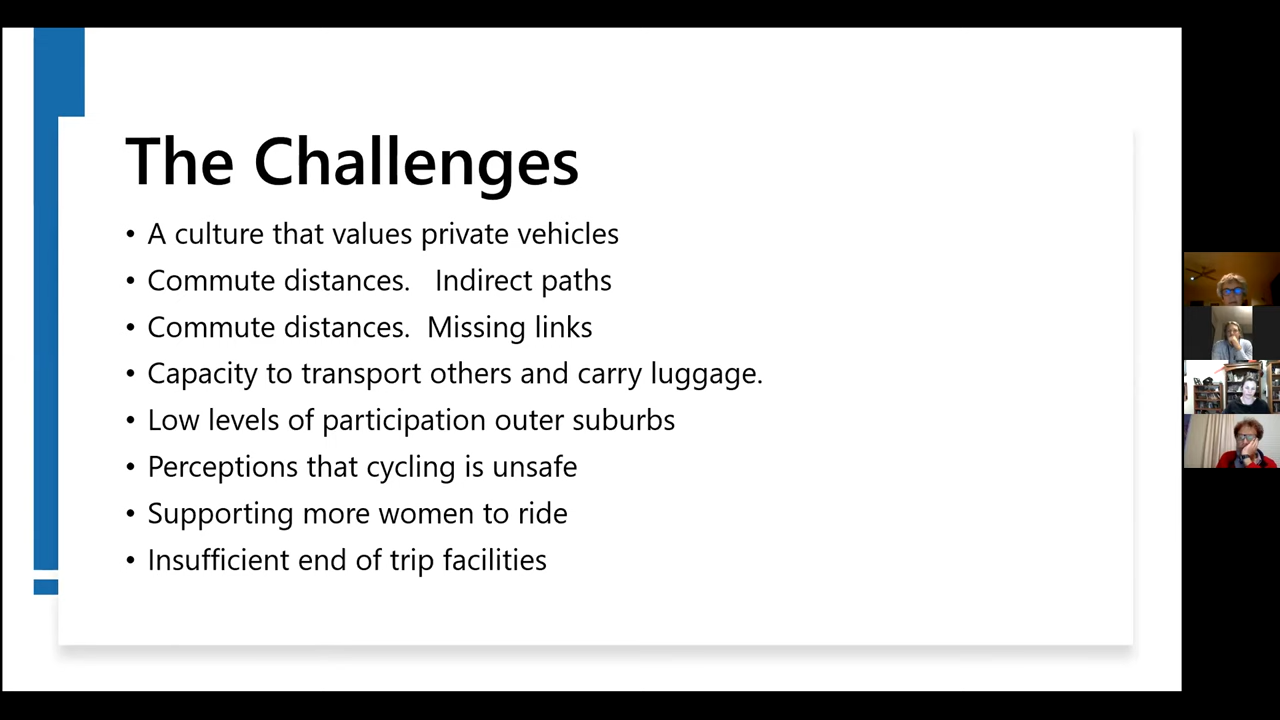 The Challenges
• A culture that values private vehicles
• Commute distances.   Indirect paths
• Commute distances.  Missing links
• Capacity to transport others and carry luggage.
• Low levels of participation outer suburbs
• Perceptions that cycling is unsafe
• Supporting more women to ride
• Insufficient end of trip facilities